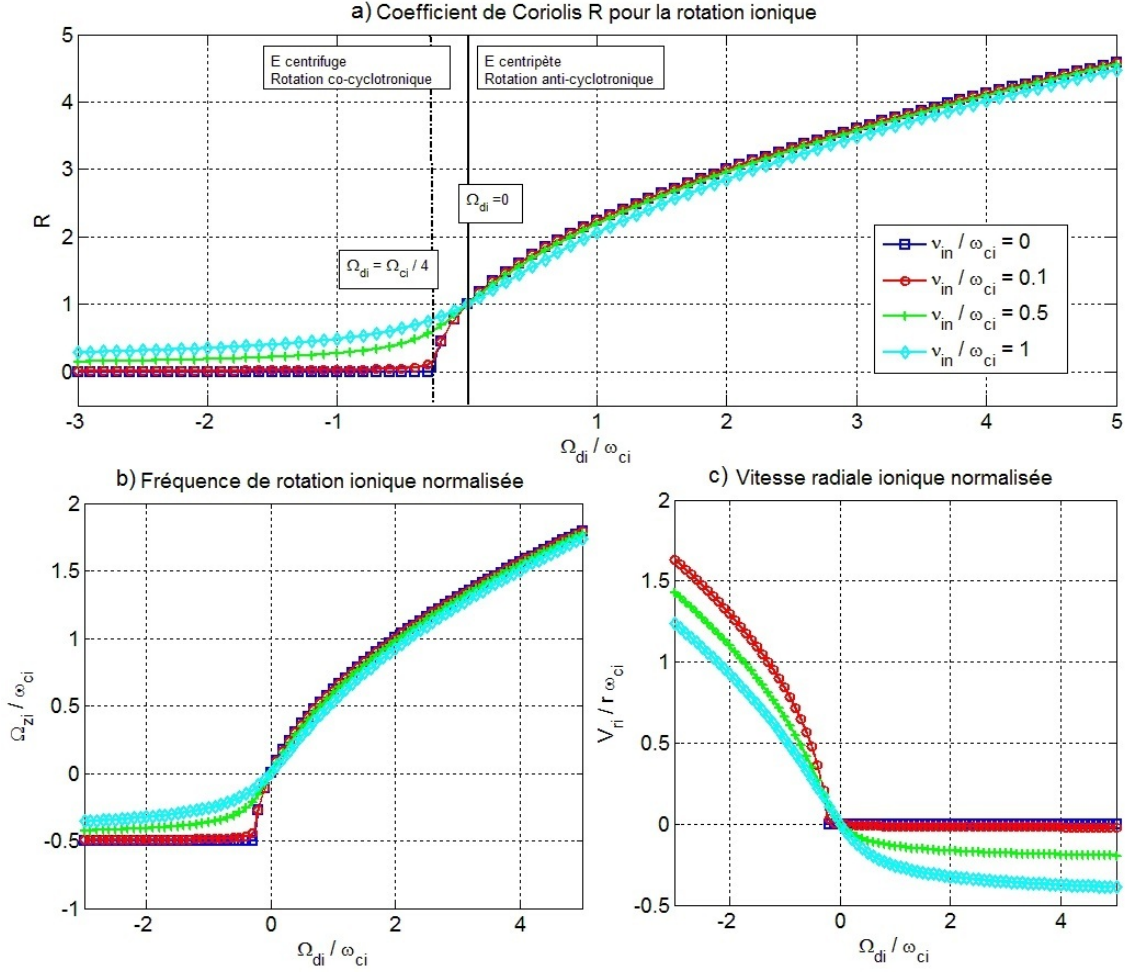 a) Coefficient de Coriolis R pour la rotation ionique
5
4
3
2
1
0
R
E centrifuge
Rotation co-cyclotronique
E centripète
Rotation anti-cyclotronique
Ω_di =0
Ω_di = Ω_ci / 4
ν_in / ω_ci = 0
ν_in / ω_ci = 0.1
ν_in / ω_ci = 0.5
ν_in / ω_ci = 1
-3 -2 -1 1 2 3 4 5
Ω_di / ω_ci
b) Fréquence de rotation ionique normalisée
2
1.5
1
0.5
0
-0.5
-1
Ω_zi / ω_ci
-2 0 2 4
Ω_di / ω_ci
c) Vitesse radiale ionique normalisée
2
1.5
1
0.5
0
-0.5
V_ri / r ω_ci
-2 0 2 4
Ω_di / ω_ci